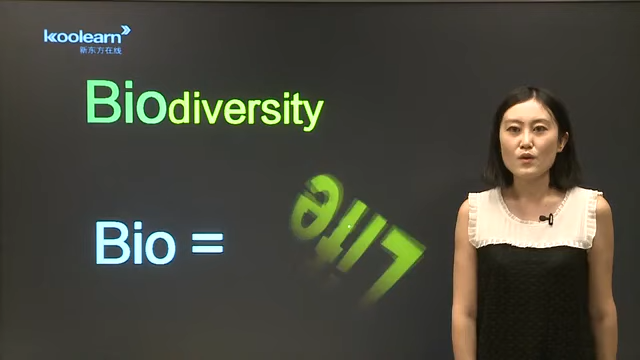 koolearn
新东方在线
Biodiversity
Bio = Life